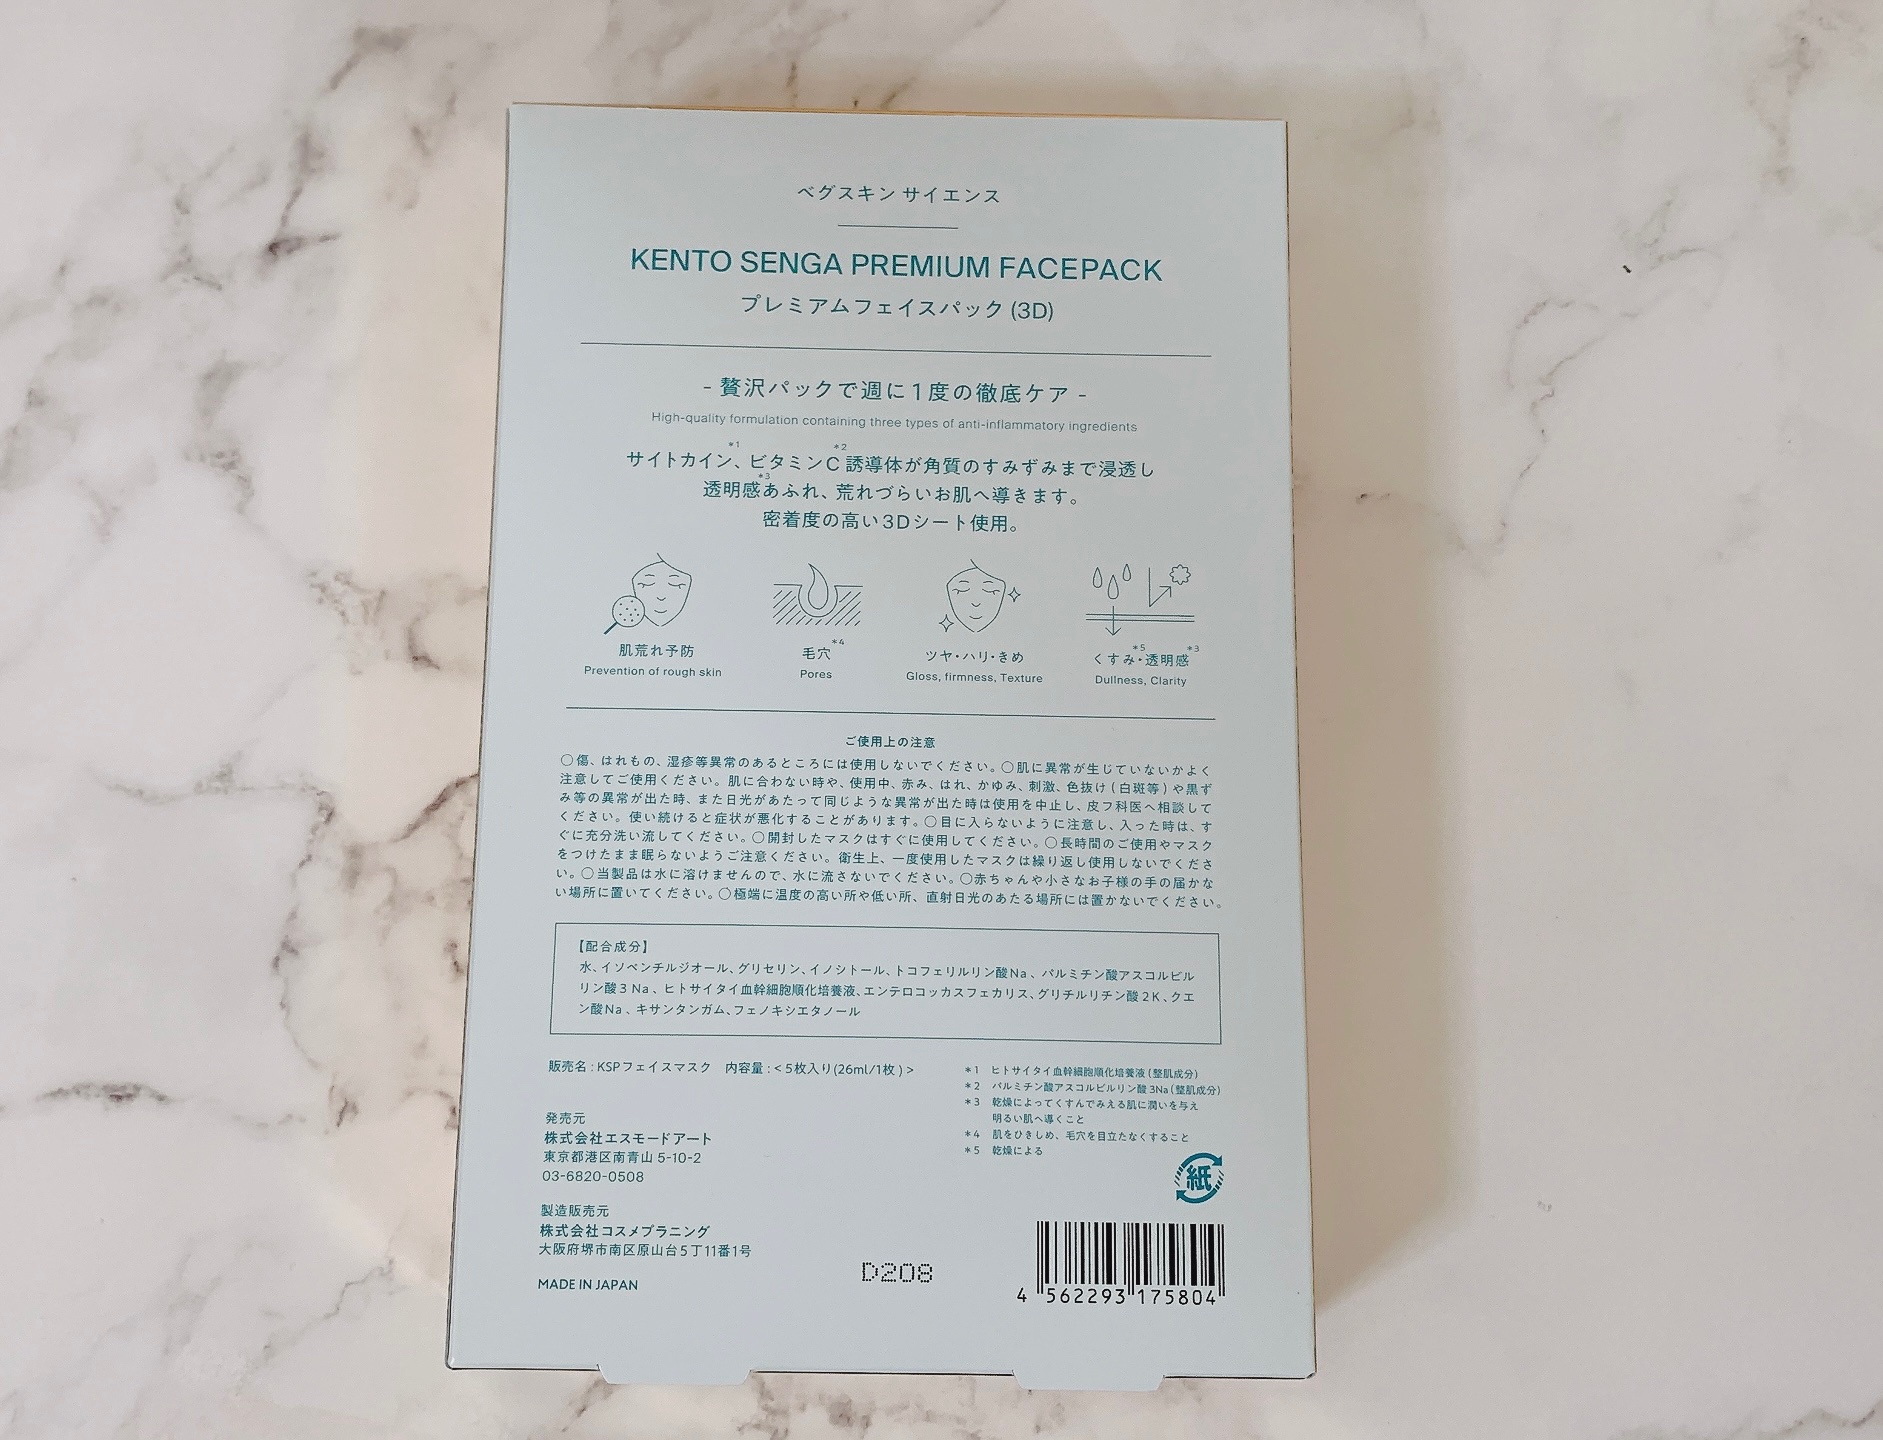 ベグスキン サイエンス
KENTO SENGA PREMIUM FACEPACK
プレミアムフェイスパック (3D)
- 贅沢パックで週に1度の徹底ケア -
High-quality formulation containing three types of anti-inflammatory ingredients
サイトカイン*1、ビタミンC*2誘導体が角質のすみずみまで浸透し
透明感*3あふれ、荒れづらいお肌へ導きます。
密着度の高い3Dシート使用。
肌荒れ予防
Prevention of rough skin
毛穴*4
Pores
ツヤ・ハリ・きめ
Gloss, firmness, Texture
くすみ*5・透明感*3
Dullness, Clarity
ご使用上の注意
○傷、はれもの、湿疹等異常のあるところには使用しないでください。○肌に異常が生じていないかよく
注意してご使用ください。肌に合わない時や、使用中、赤み、はれ、かゆみ、刺激、色抜け(白斑等)や黒ず
み等の異常が出た時、また日光があたって同じような異常が出た時は使用を中止し、皮フ科医へ相談して
ください。使い続けると症状が悪化することがあります。○目に入らないように注意し、入った時は、す
ぐに充分洗い流してください。○開封したマスクはすぐに使用してください。○長時間のご使用やマスク
をつけたまま眠らないようご注意ください。衛生上、一度使用したマスクは繰り返し使用しないでくださ
い。○当製品は水に溶けませんので、水に流さないでください。○赤ちゃんや小さなお子様の手の届かな
い場所に置いてください。○極端に温度の高い所や低い所、直射日光のあたる場所には置かないでください。
【配合成分】
水、イソペンチルジオール、グリセリン、イノシトール、トコフェリルリン酸Na、パルミチン酸アスコルビル
リン酸3Na、ヒトサイタイ血幹細胞順化培養液、エンテロコッカスフェカリス、グリチルリチン酸2K、クエ
ン酸Na、キサンタンガム、フェノキシエタノール
販売名:KSPフェイスマスク 内容量:<5枚入り(26ml/1枚)>
*1 ヒトサイタイ血幹細胞順化培養液(整肌成分)
*2 パルミチン酸アスコルビルリン酸3Na(整肌成分)
*3 乾燥によってくすんでみえる肌に潤いを与え
明るい肌へ導くこと
*4 肌をひきしめ、毛穴を目立たなくすること
*5 乾燥による
発売元
株式会社エスモードアート
東京都港区南青山 5-10-2
03-6820-0508
紙
製造販売元
株式会社コスメプラニング
大阪府堺市南区原山台5丁11番1号
MADE IN JAPAN
D208
4 562293 175804